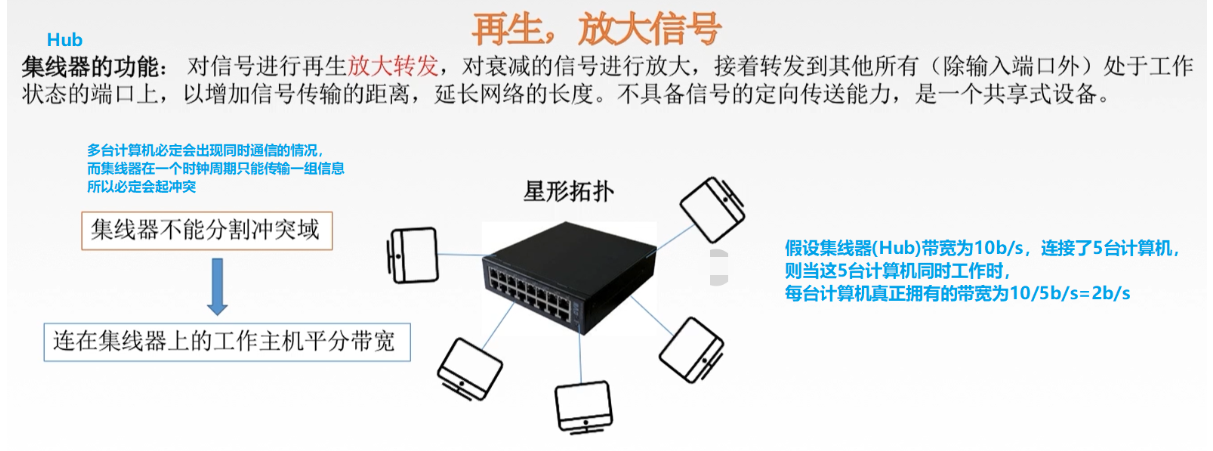 再生，放大信号
Hub
集线器的功能： 对信号进行再生放大转发，对衰减的信号进行放大，接着转发到其他所有（除输入端口外）处于工作
状态的端口上，以增加信号传输的距离，延长网络的长度。不具备信号的定向传送能力，是一个共享式设备。
多台计算机必定会出现同时通信的情况，
而集线器在一个时钟周期只能传输一组信息
所以必定会起冲突
集线器不能分割冲突域
连在集线器上的工作主机平分带宽
星形拓扑
假设集线器(Hub)带宽为10b/s，连接了5台计算机，
则当这5台计算机同时工作时，
每台计算机真正拥有的带宽为10/5b/s=2b/s